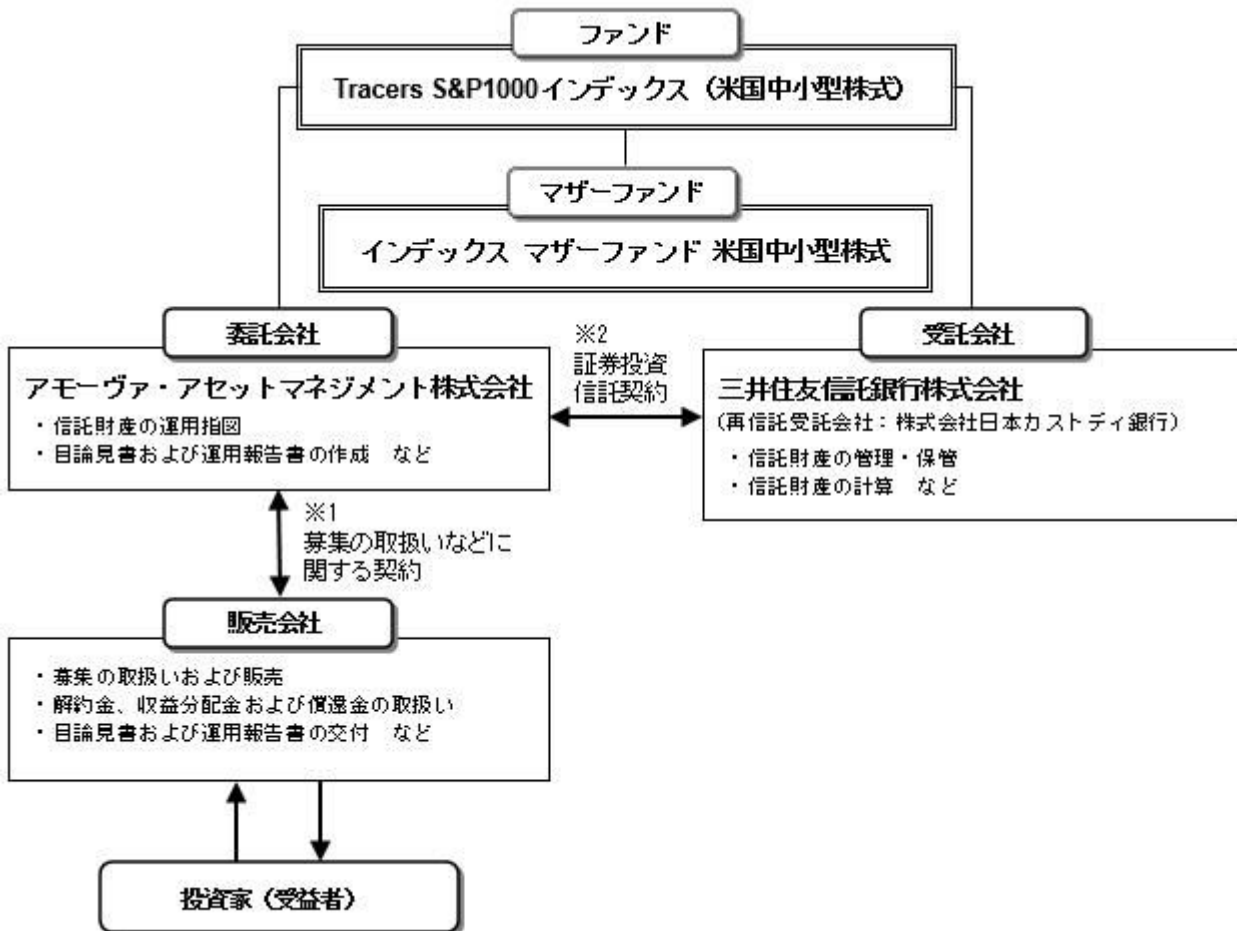 ファンド
Tracers S&P1000インデックス（米国中小型株式）
マザーファンド
インデックス マザーファンド 米国中小型株式
委託会社
アモーヴァ・アセットマネジメント株式会社
・信託財産の運用指図
・目論見書および運用報告書の作成　など
※2
証券投資
信託契約
受託会社
三井住友信託銀行株式会社
（再信託受託会社：株式会社日本カストディ銀行）
・信託財産の管理・保管
・信託財産の計算　など
※1
募集の取扱いなどに
関する契約
販売会社
・募集の取扱いおよび販売
・解約金、収益分配金および償還金の取扱い
・目論見書および運用報告書の交付　など
投資家（受益者）